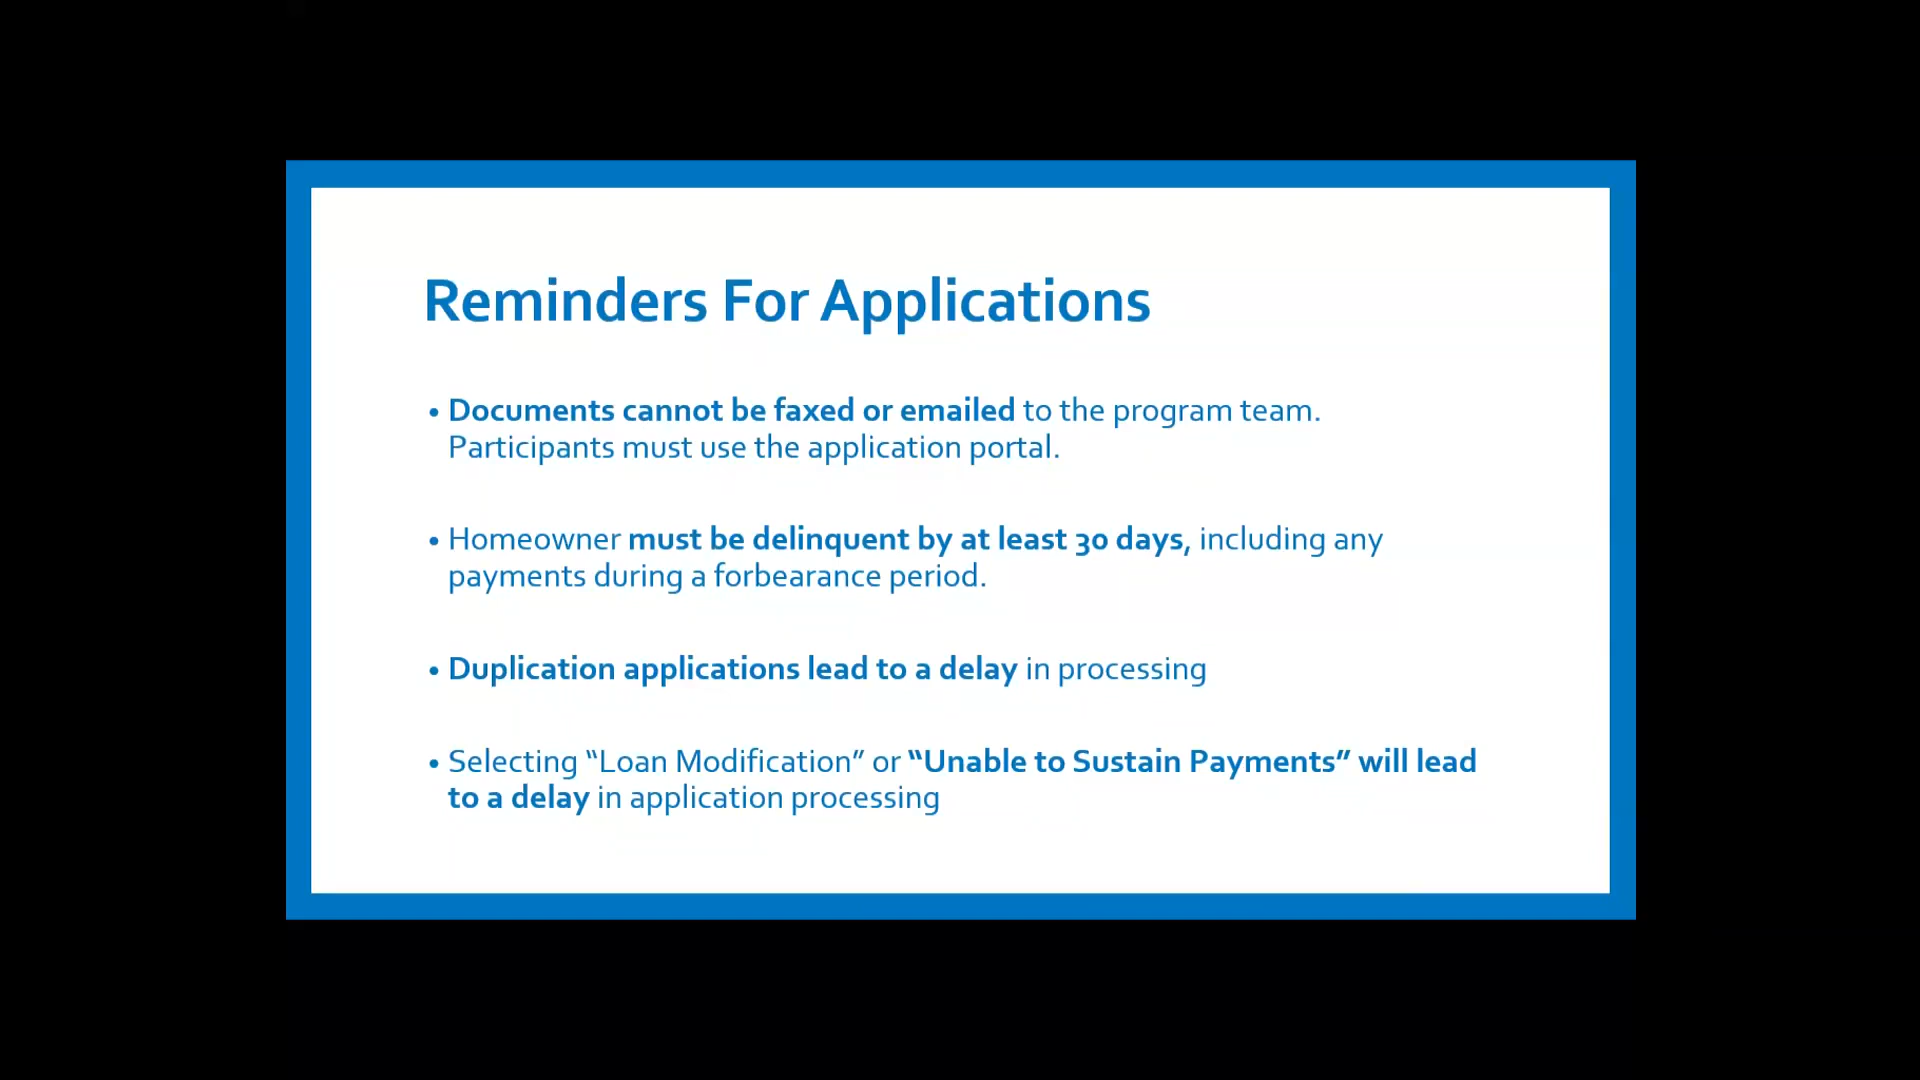 Reminders For Applications
• Documents cannot be faxed or emailed to the program team.
Participants must use the application portal.
• Homeowner must be delinquent by at least 30 days, including any
payments during a forbearance period.
• Duplication applications lead to a delay in processing
• Selecting “Loan Modification” or “Unable to Sustain Payments” will lead
to a delay in application processing